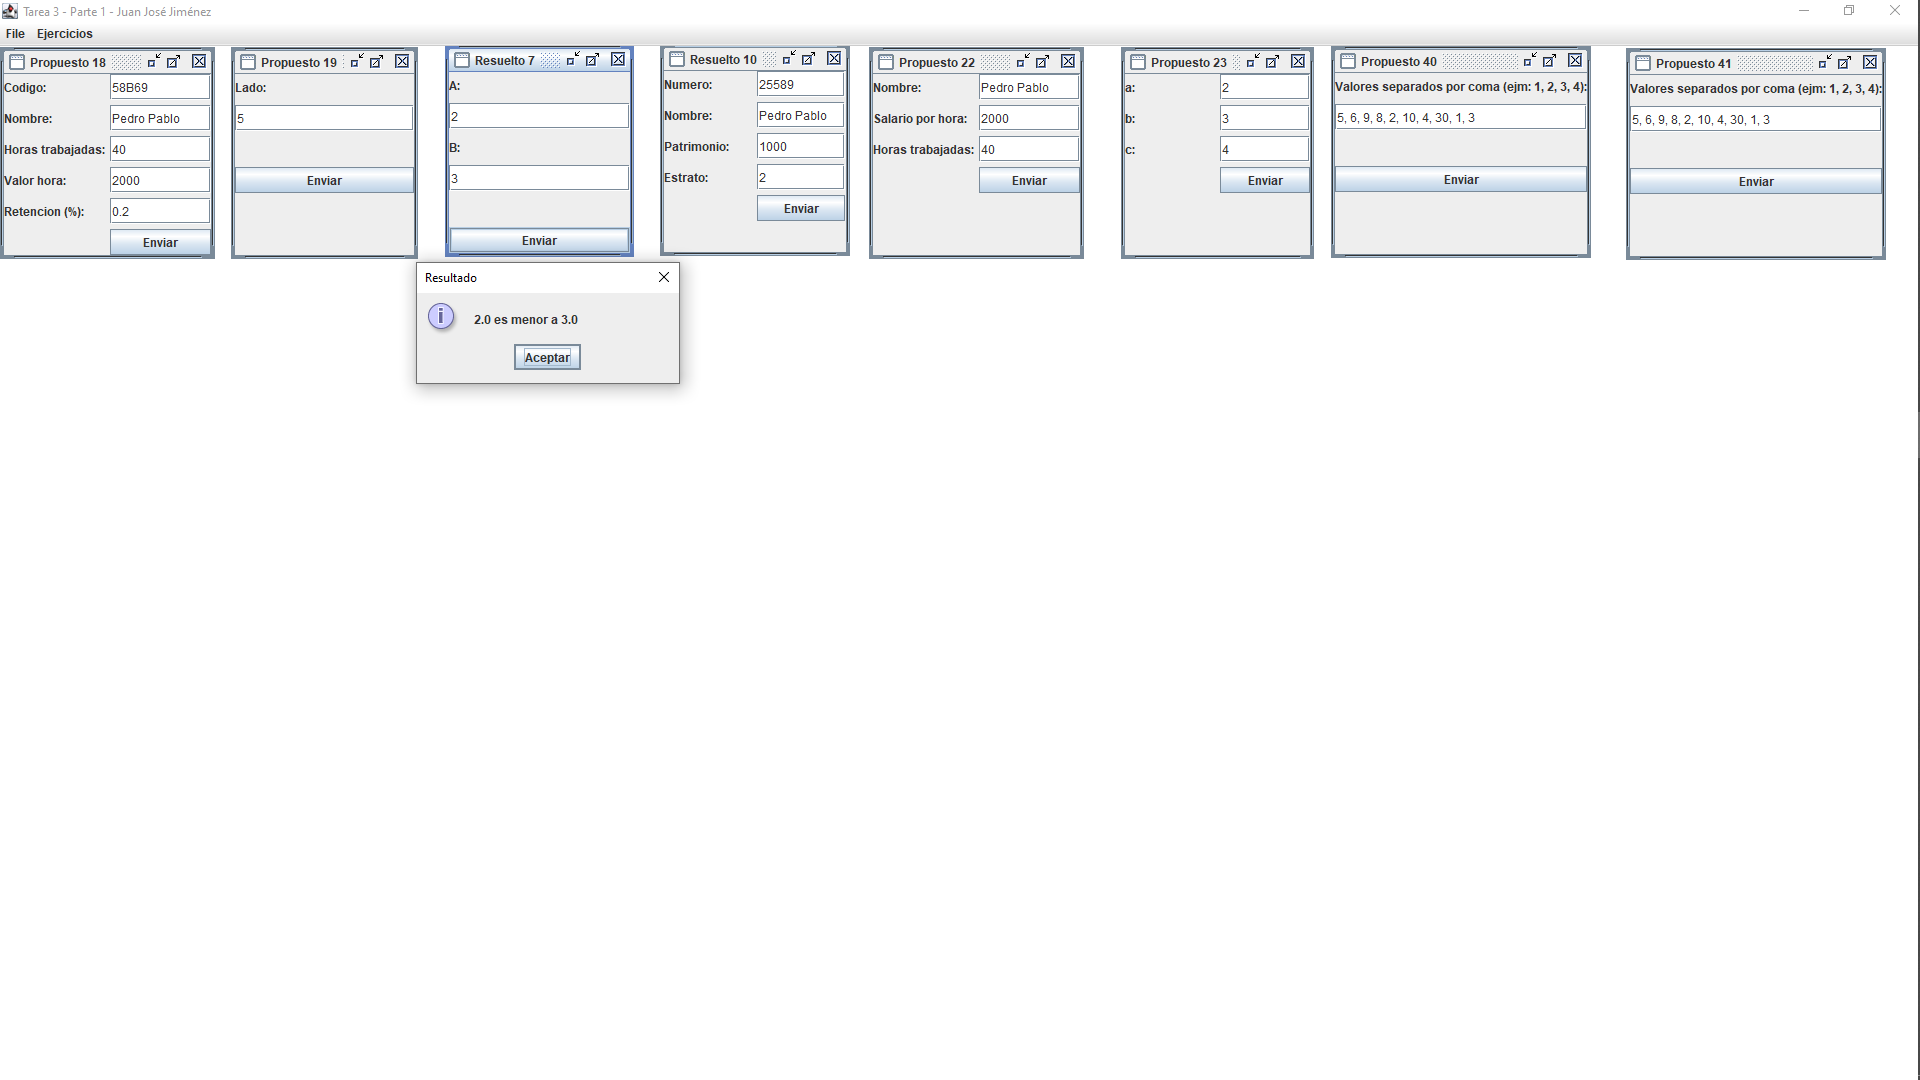 Tarea 3 - Parte 1 - Juan José Jiménez
File Ejercicios
Propuesto 18
Codigo: 58B69
Nombre: Pedro Pablo
Horas trabajadas: 40
Valor hora: 2000
Retencion (%): 0.2
Enviar
Propuesto 19
Lado:
5
Enviar
Resuelto 7
A:
2
B:
3
Enviar
Resuelto 10
Numero: 25589
Nombre: Pedro Pablo
Patrimonio: 1000
Estrato: 2
Enviar
Propuesto 22
Nombre: Pedro Pablo
Salario por hora: 2000
Horas trabajadas: 40
Enviar
Propuesto 23
a: 2
b: 3
c: 4
Enviar
Propuesto 40
Valores separados por coma (ejm: 1, 2, 3, 4):
5, 6, 9, 8, 2, 10, 4, 30, 1, 3
Enviar
Propuesto 41
Valores separados por coma (ejm: 1, 2, 3, 4):
5, 6, 9, 8, 2, 10, 4, 30, 1, 3
Enviar
Resultado
2.0 es menor a 3.0
Aceptar